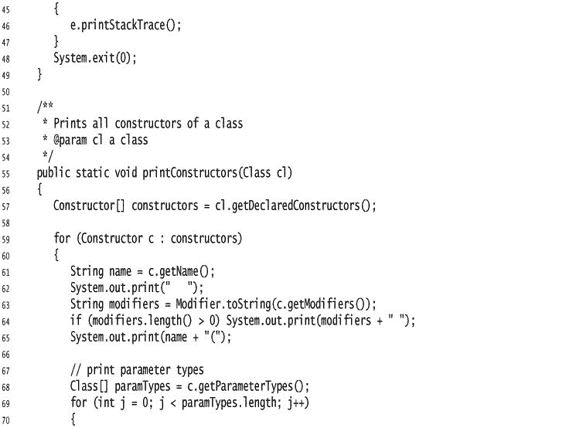 45 {
46 e.printStackTrace();
47 }
48 System.exit(0);
49 }
50
51 /**
52 * Prints all constructors of a class
53 * @param cl a class
54 */
55 public static void printConstructors(Class cl)
56 {
57 Constructor[] constructors = cl.getDeclaredConstructors();
58
59 for (Constructor c : constructors)
60 {
61 String name = c.getName();
62 System.out.print("   ");
63 String modifiers = Modifier.toString(c.getModifiers());
64 if (modifiers.length() > 0) System.out.print(modifiers + " ");
65 System.out.print(name + "(");
66
67 // print parameter types
68 Class[] paramTypes = c.getParameterTypes();
69 for (int j = 0; j < paramTypes.length; j++)
70 {